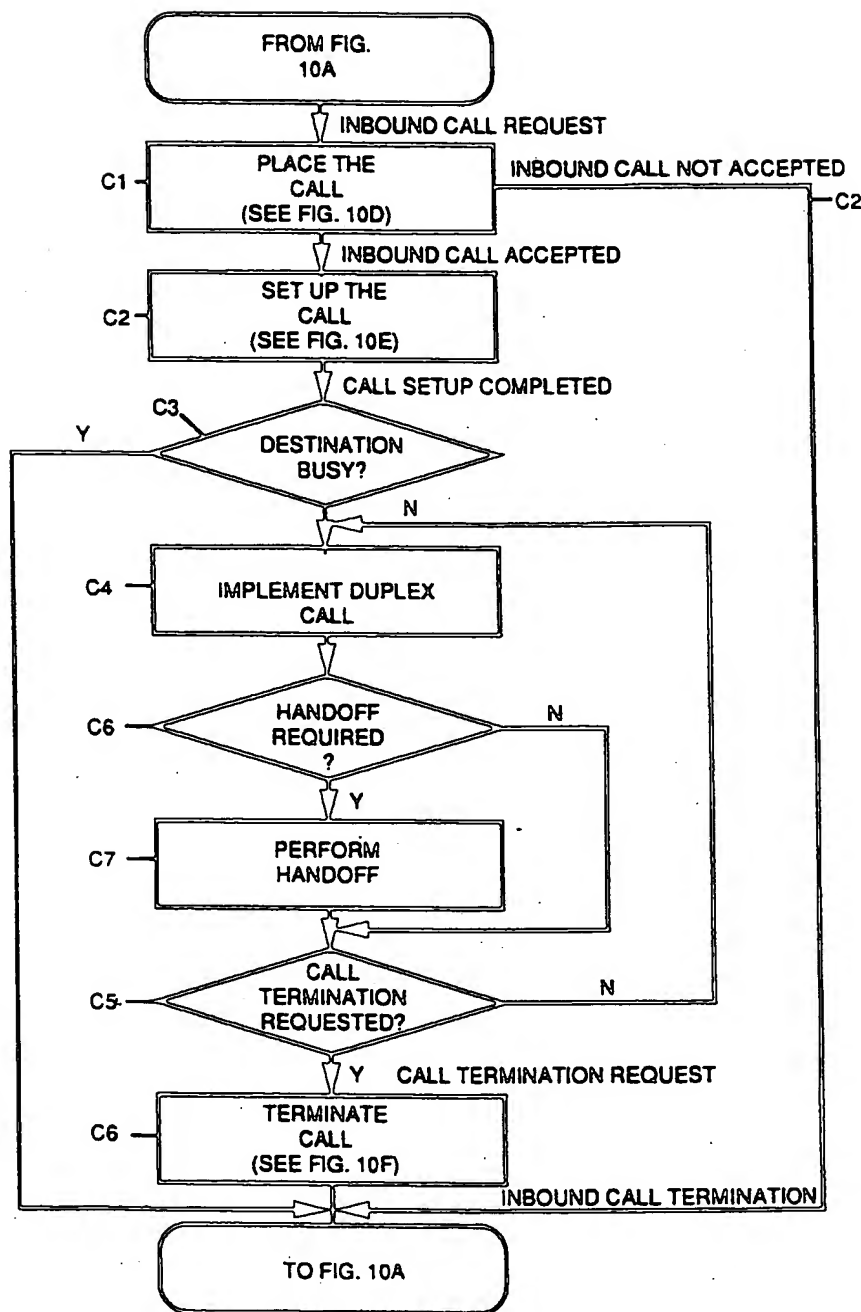 FROM FIG.
10A
INBOUND CALL REQUEST
C1
PLACE THE
CALL
(SEE FIG. 10D)
INBOUND CALL NOT ACCEPTED
C2
INBOUND CALL ACCEPTED
C2
SET UP THE
CALL
(SEE FIG. 10E)
CALL SETUP COMPLETED
C3
Y
DESTINATION
BUSY?
N
C4
IMPLEMENT DUPLEX
CALL
C6
HANDOFF
REQUIRED
?
N
Y
C7
PERFORM
HANDOFF
C5
CALL
TERMINATION
REQUESTED?
N
Y
CALL TERMINATION REQUEST
C6
TERMINATE
CALL
(SEE FIG. 10F)
INBOUND CALL TERMINATION
TO FIG. 10A